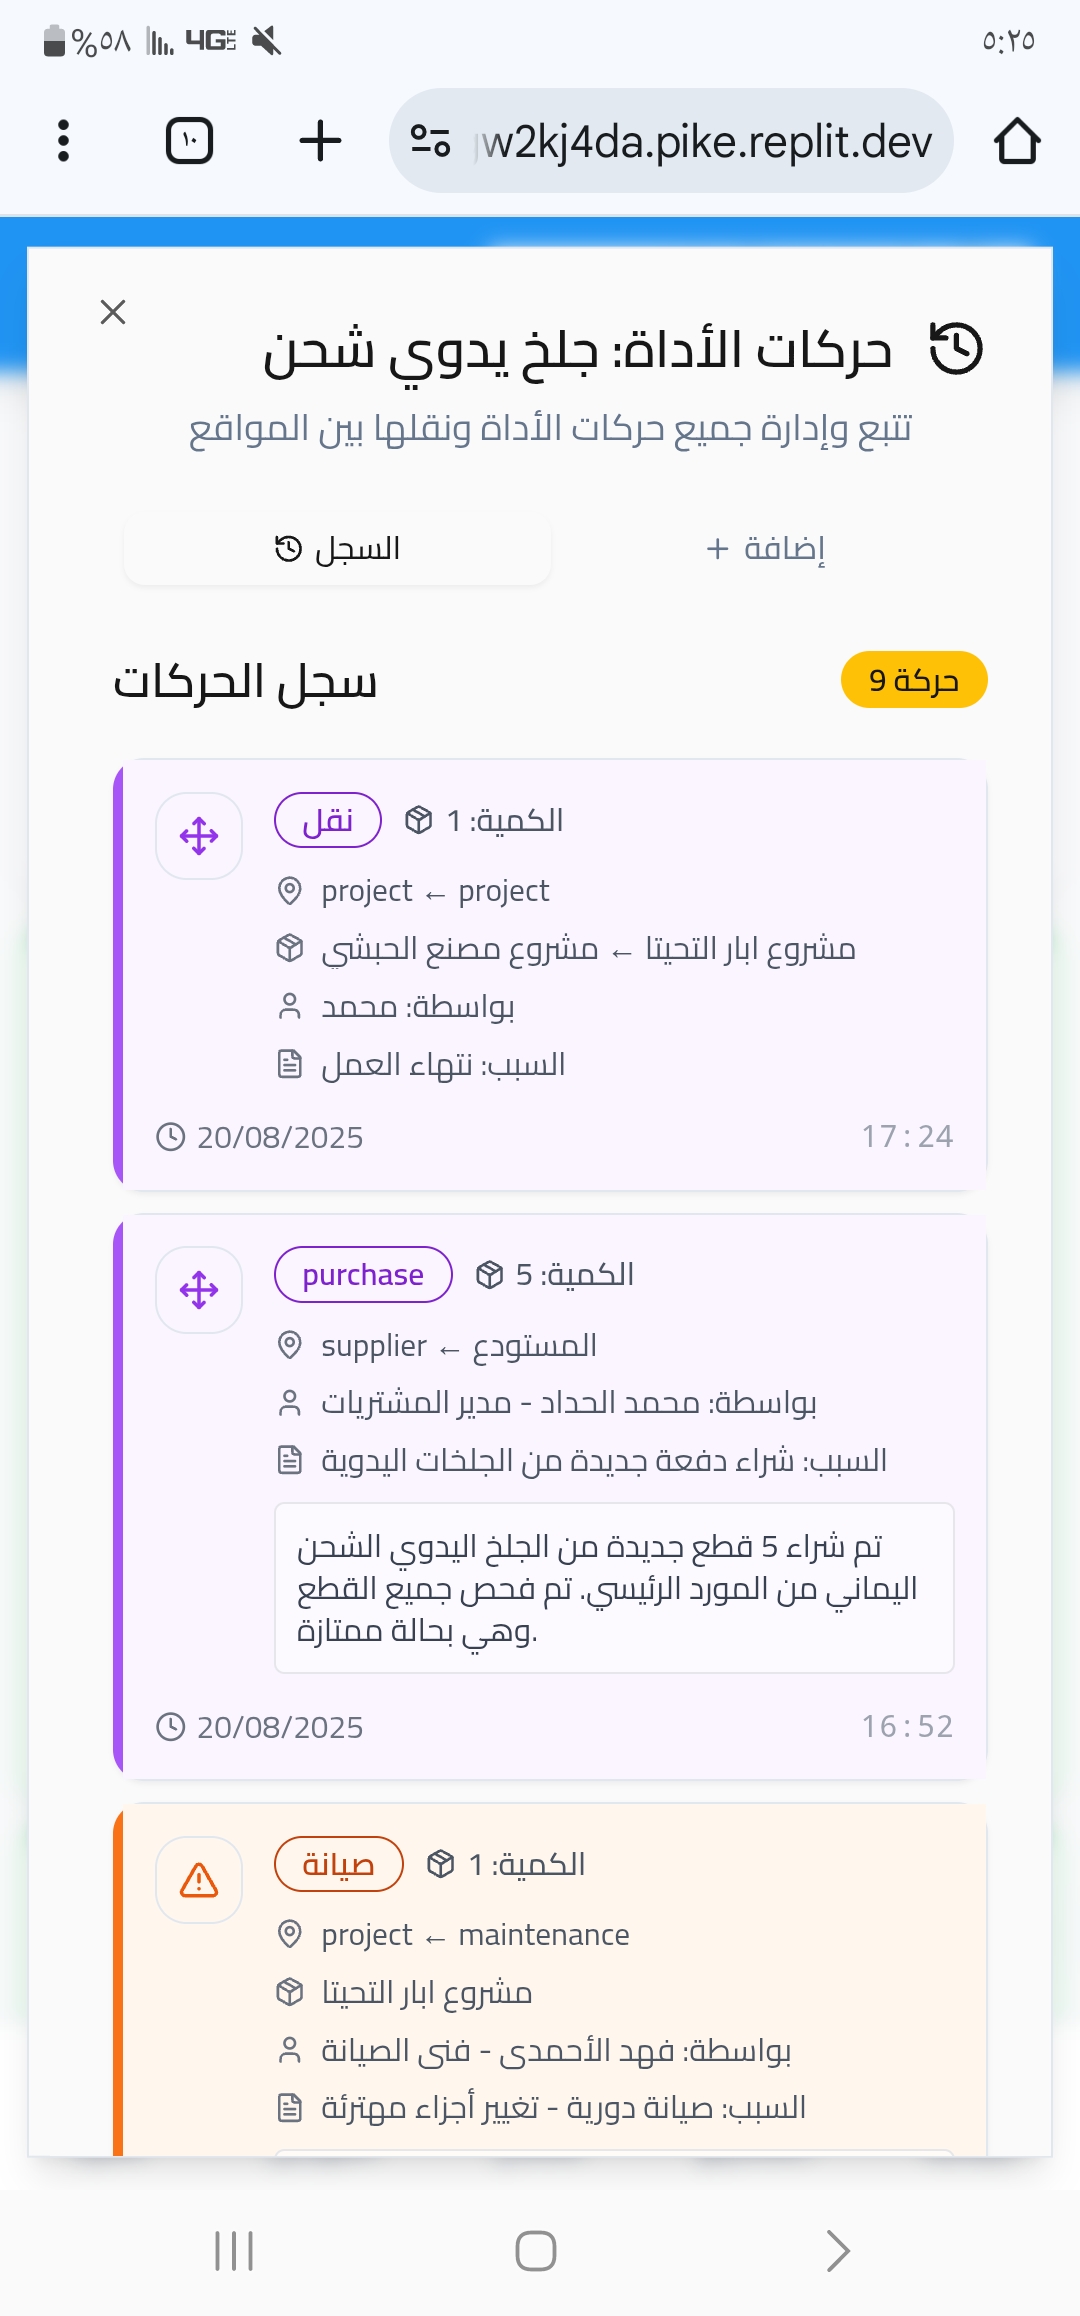 %٥٨
4G LTE
٥:٢٥
١٠
w2kj4da.pike.replit.dev
حركات الأداة: جلخ يدوي شحن
تتبع وإدارة جميع حركات الأداة ونقلها بين المواقع
إضافة +
السجل
حركة 9
سجل الحركات
نقل
الكمية: 1
project ← project
مشروع ابار التحيتا ← مشروع مصنع الحبشي
بواسطة: محمد
السبب: نتهاء العمل
20/08/2025
17:24
purchase
الكمية: 5
supplier ← المستودع
بواسطة: محمد الحداد - مدير المشتريات
السبب: شراء دفعة جديدة من الجلخات اليدوية
تم شراء 5 قطع جديدة من الجلخ اليدوي الشحن
اليماني من المورد الرئيسي. تم فحص جميع القطع
وهي بحالة ممتازة.
20/08/2025
16:52
صيانة
الكمية: 1
project ← maintenance
مشروع ابار التحيتا
بواسطة: فهد الأحمدي - فني الصيانة
السبب: صيانة دورية - تغيير أجزاء مهترئة